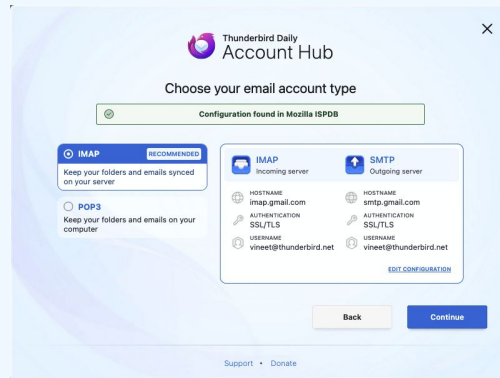 Thunderbird Daily
Account Hub
Choose your email account type
Configuration found in Mozilla ISPDB
IMAP
RECOMMENDED
Keep your folders and emails synced
on your server
POP3
Keep your folders and emails on your
computer
IMAP
Incoming server
HOSTNAME
imap.gmail.com
AUTHENTICATION
SSL/TLS
USERNAME
vineet@thunderbird.net
SMTP
Outgoing server
HOSTNAME
smtp.gmail.com
AUTHENTICATION
SSL/TLS
USERNAME
vineet@thunderbird.net
EDIT CONFIGURATION
Back
Continue
Support • Donate